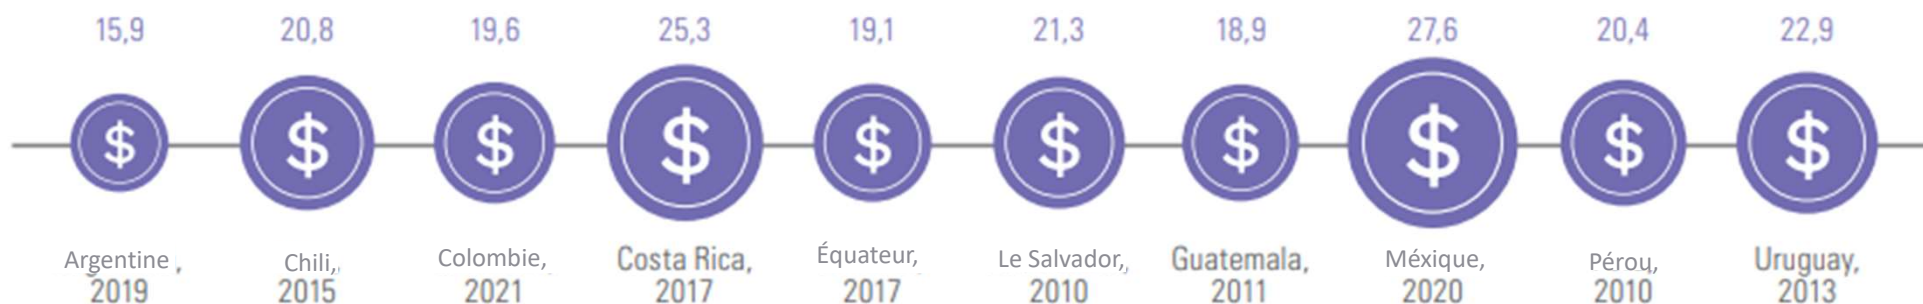 15,9 20,8 19,6 25,3 19,1 21,3 18,9 27,6 20,4 22,9
$ $ $ $ $ $ $ $ $ $
Argentine , Chili,, Colombie, Costa Rica, Équateur, Le Salvador,, Guatemala, Méxique, Pérou, Uruguay,
2019 2015 2021 2017 2017 2010 2011 2020 2010 2013